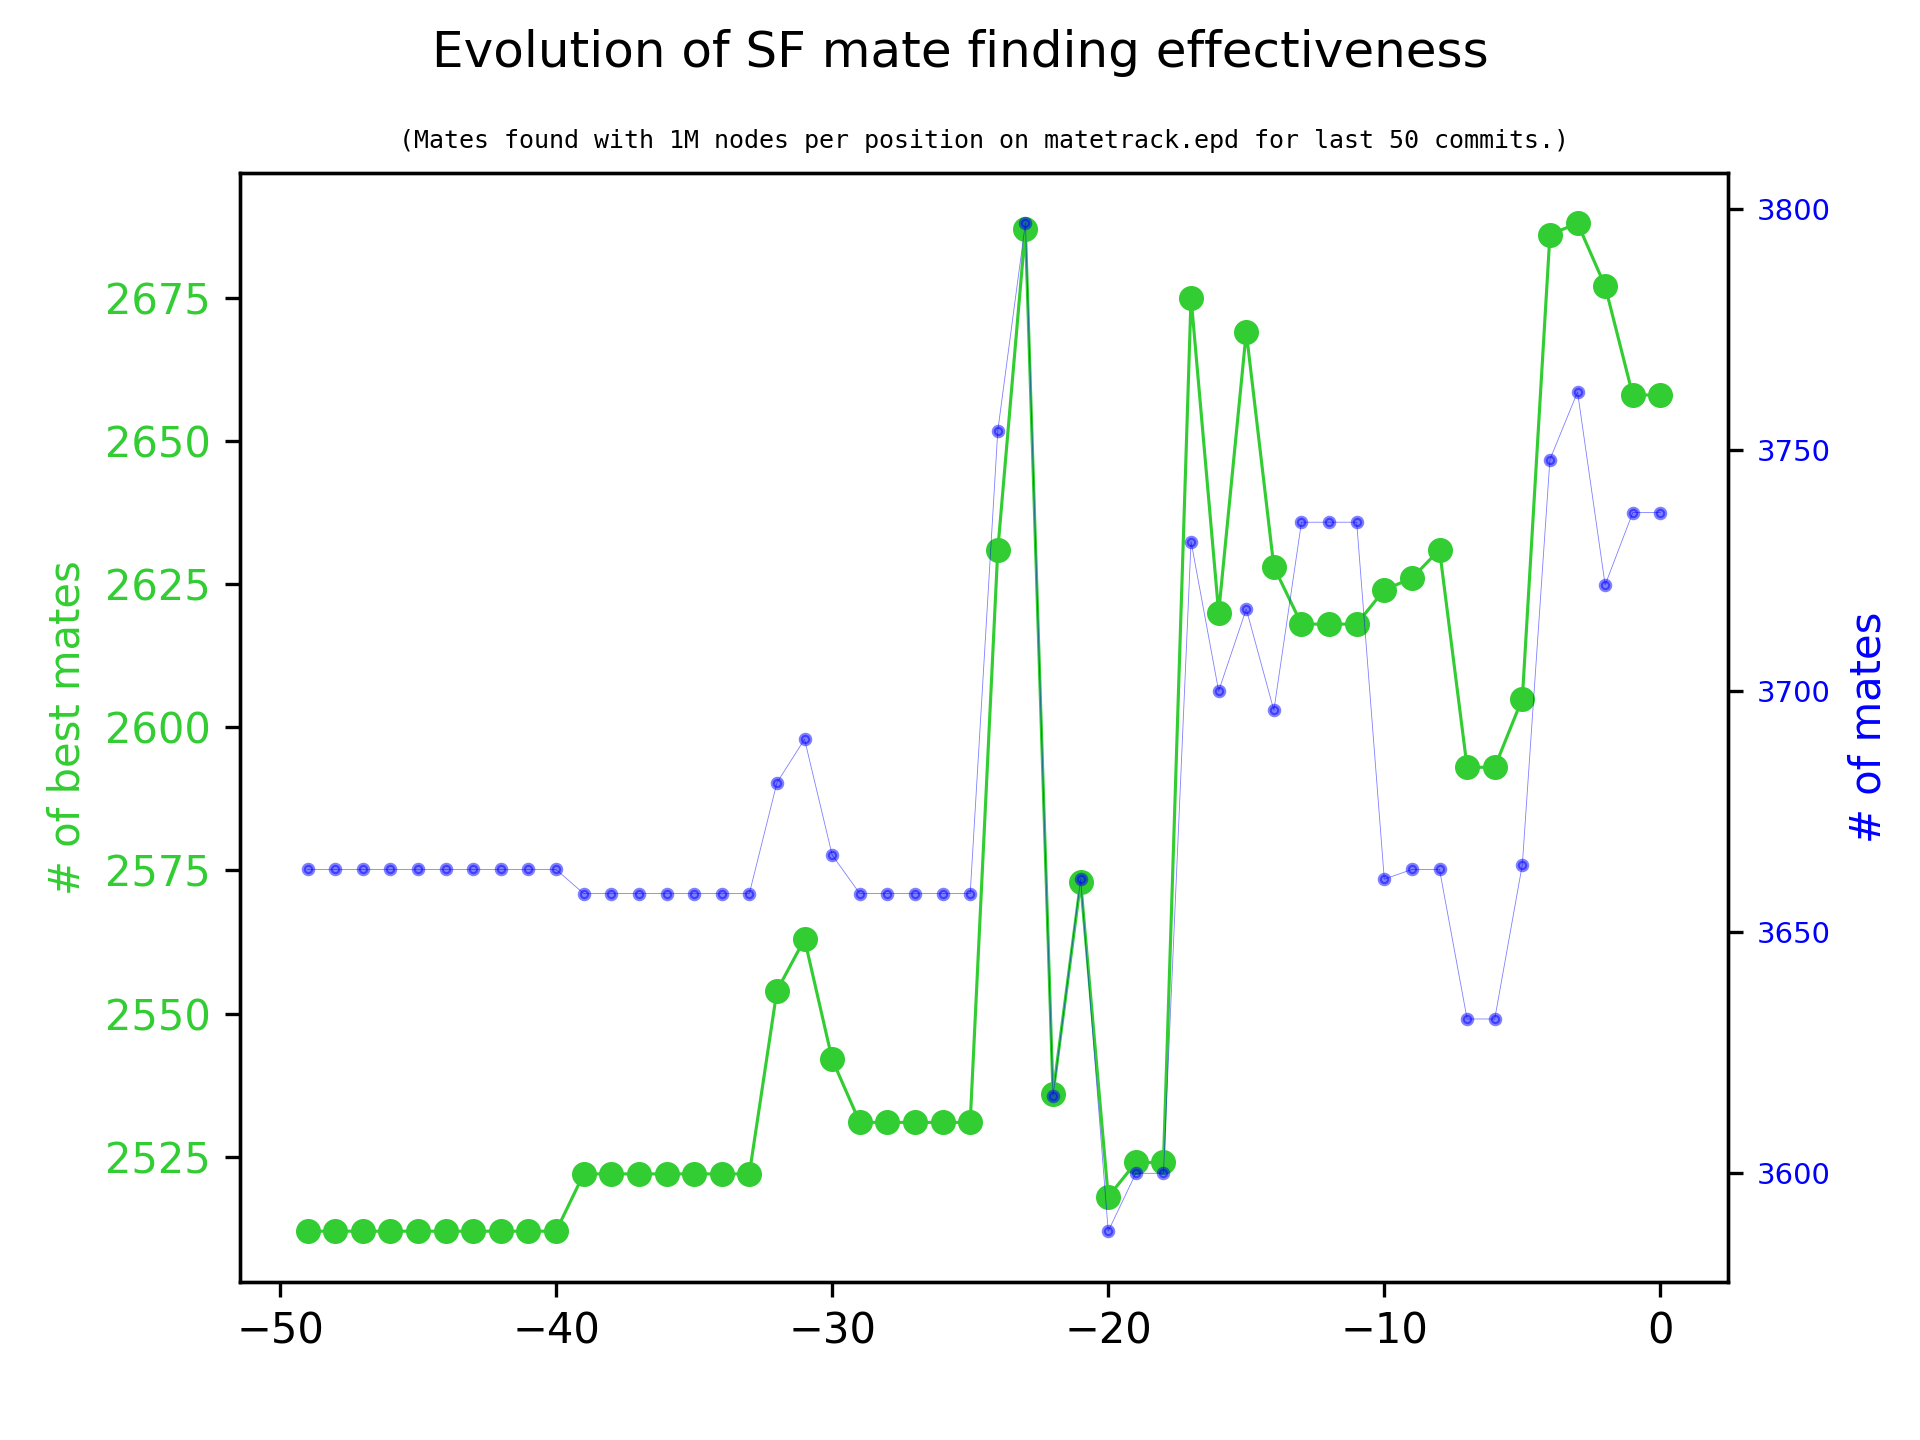 Evolution of SF mate finding effectiveness
(Mates found with 1M nodes per position on matetrack.epd for last 50 commits.)
# of best mates
2675
2650
2625
2600
2575
2550
2525
3800
3750
3700
3650
3600
# of mates
−50 −40 −30 −20 −10 0